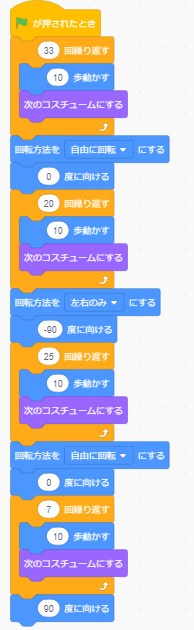 が押されたとき
33 回繰り返す
10 歩動かす
次のコスチュームにする
回転方法を 自由に回転 にする
0 度に向ける
20 回繰り返す
10 歩動かす
次のコスチュームにする
回転方法を 左右のみ にする
-90 度に向ける
25 回繰り返す
10 歩動かす
次のコスチュームにする
回転方法を 自由に回転 にする
0 度に向ける
7 回繰り返す
10 歩動かす
次のコスチュームにする
90 度に向ける